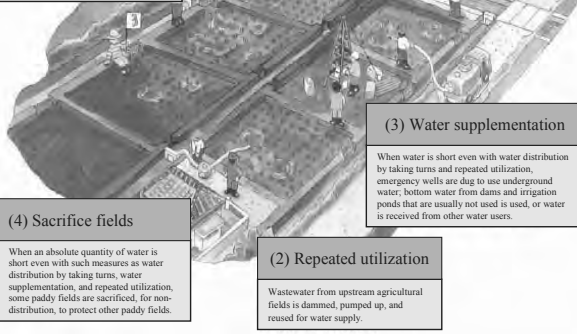 (3) Water supplementation
When water is short even with water distribution
by taking turns and repeated utilization,
emergency wells are dug to use underground
water; bottom water from dams and irrigation
ponds that are usually not used is used, or water
is received from other water users.
(4) Sacrifice fields
When an absolute quantity of water is
short even with such measures as water
distribution by taking turns, water
supplementation, and repeated utilization,
some paddy fields are sacrificed, for non-
distribution, to protect other paddy fields.
(2) Repeated utilization
Wastewater from upstream agricultural
fields is dammed, pumped up, and
reused for water supply.